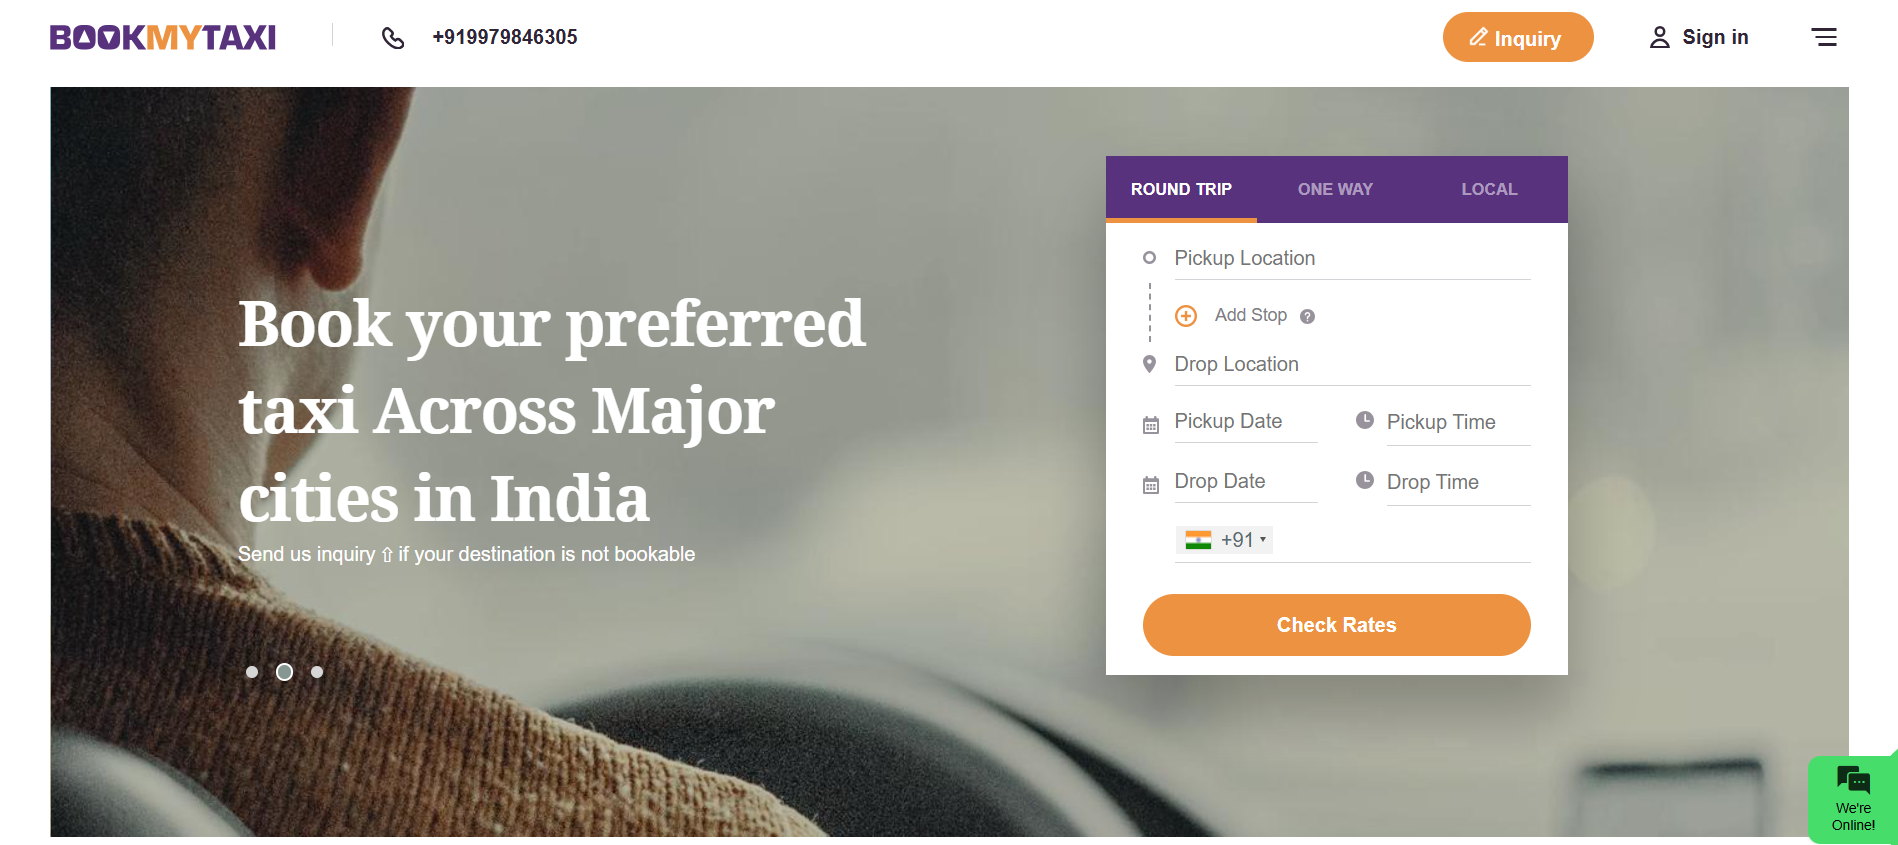 BOOKMYTAXI
+919979846305
Inquiry
Sign in
ROUND TRIP
ONE WAY
LOCAL
Pickup Location
Add Stop ?
Drop Location
Pickup Date
Pickup Time
Drop Date
Drop Time
+91
Check Rates
Book your preferred
taxi Across Major
cities in India
Send us inquiry ⇧ if your destination is not bookable
We're
Online!